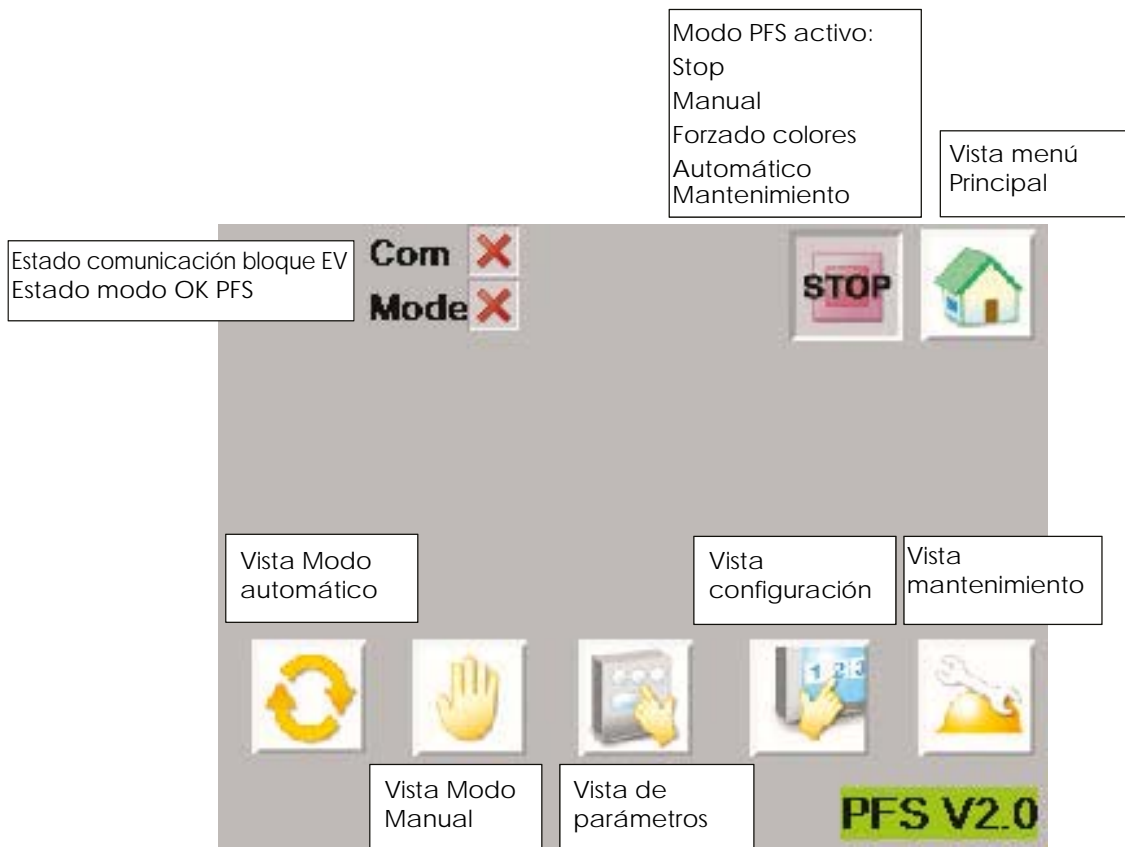 Modo PFS activo:
Stop
Manual
Forzado colores
Automático
Mantenimiento
Vista menú
Principal
Estado comunicación bloque EV
Estado modo OK PFS
Com
Mode
STOP
Vista Modo
automático
Vista
configuración
Vista
mantenimiento
Vista Modo
Manual
Vista de
parámetros
PFS V2.0